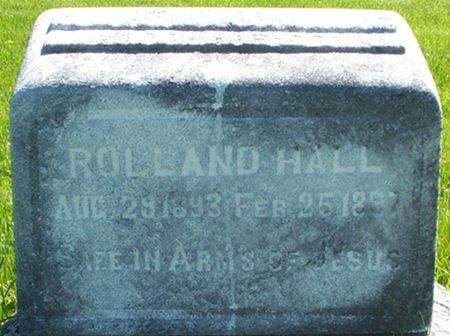 ROLLAND HALL
AUG 29,1893 FEB 25 1897
SAFE IN ARMS OF JESUS